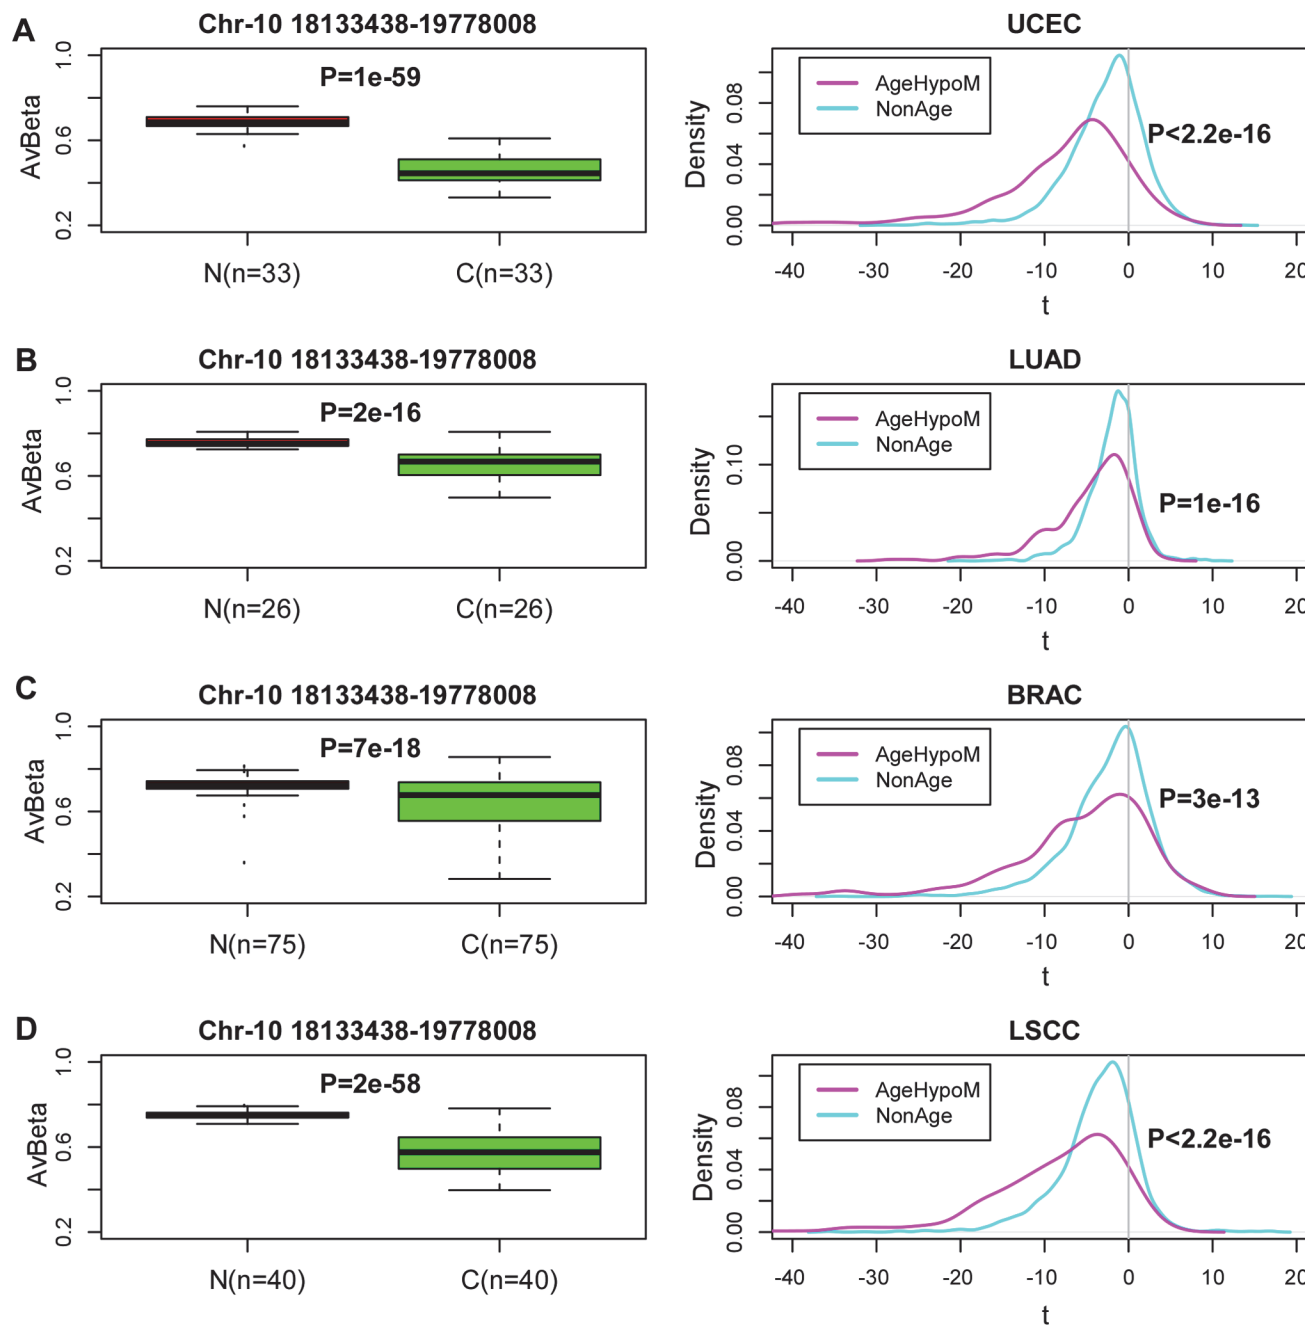 A
Chr-10 18133438-19778008
P=1e-59
AvBeta
1.0
0.6
0.2
N(n=33)
C(n=33)
UCEC
AgeHypoM
NonAge
P<2.2e-16
Density
0.08
0.04
0.00
-40 -30 -20 -10 0 10 20
t
B
Chr-10 18133438-19778008
P=2e-16
AvBeta
1.0
0.6
0.2
N(n=26)
C(n=26)
LUAD
AgeHypoM
NonAge
P=1e-16
Density
0.10
0.00
-40 -30 -20 -10 0 10 20
t
C
Chr-10 18133438-19778008
P=7e-18
AvBeta
1.0
0.6
0.2
N(n=75)
C(n=75)
BRAC
AgeHypoM
NonAge
P=3e-13
Density
0.08
0.04
0.00
-40 -30 -20 -10 0 10 20
t
D
Chr-10 18133438-19778008
P=2e-58
AvBeta
1.0
0.6
0.2
N(n=40)
C(n=40)
LSCC
AgeHypoM
NonAge
P<2.2e-16
Density
0.08
0.04
0.00
-40 -30 -20 -10 0 10 20
t